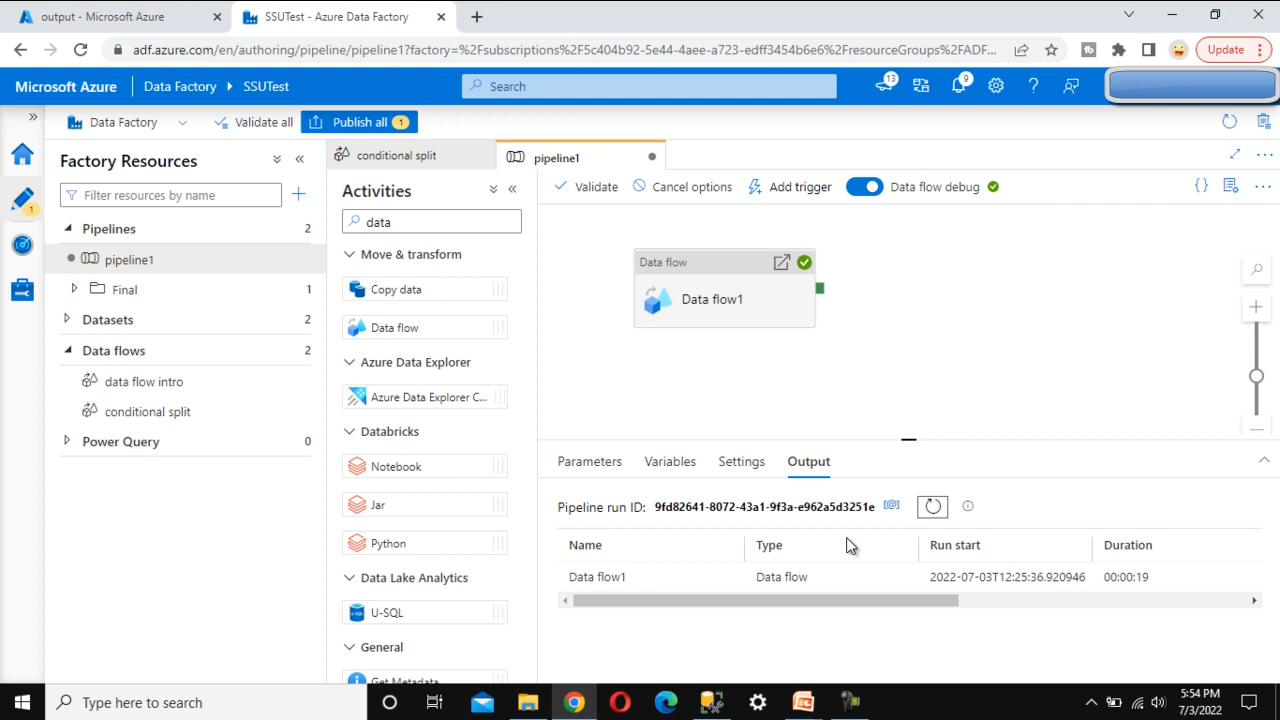 output - Microsoft Azure
SSUTest - Azure Data Factory
adf.azure.com/en/authoring/pipeline/pipeline1?factory=%2Fsubscriptions%2F5c404b92-5e44-4aee-a723-edff3454b6e6%2FresourceGroups%2FADF...
Update
Microsoft Azure
Data Factory
SSUTest
Search
13
9
Data Factory
Validate all
Publish all 1
Factory Resources
Filter resources by name
1
Pipelines 2
pipeline1
Final 1
Datasets 2
Data flows 2
data flow intro
conditional split
Power Query 0
conditional split
pipeline1
Activities
data
Move & transform
Copy data
Data flow
Azure Data Explorer
Azure Data Explorer C...
Databricks
Notebook
Jar
Python
Data Lake Analytics
U-SQL
General
Get Metadata
Validate
Cancel options
Add trigger
Data flow debug
Data flow
Data flow1
Parameters
Variables
Settings
Output
Pipeline run ID: 9fd82641-8072-43a1-9f3a-e962a5d3251e
Name Type Run start Duration
Data flow1 Data flow 2022-07-03T12:25:36.920946 00:00:19
Type here to search
5:54 PM
7/3/2022